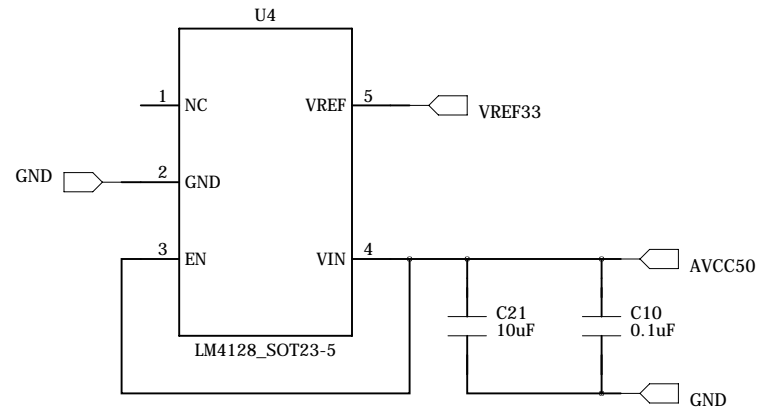 U4
1
NC
VREF
5
VREF33
GND
2
GND
3
EN
VIN
4
AVCC50
C21
10uF
C10
0.1uF
LM4128_SOT23-5
GND